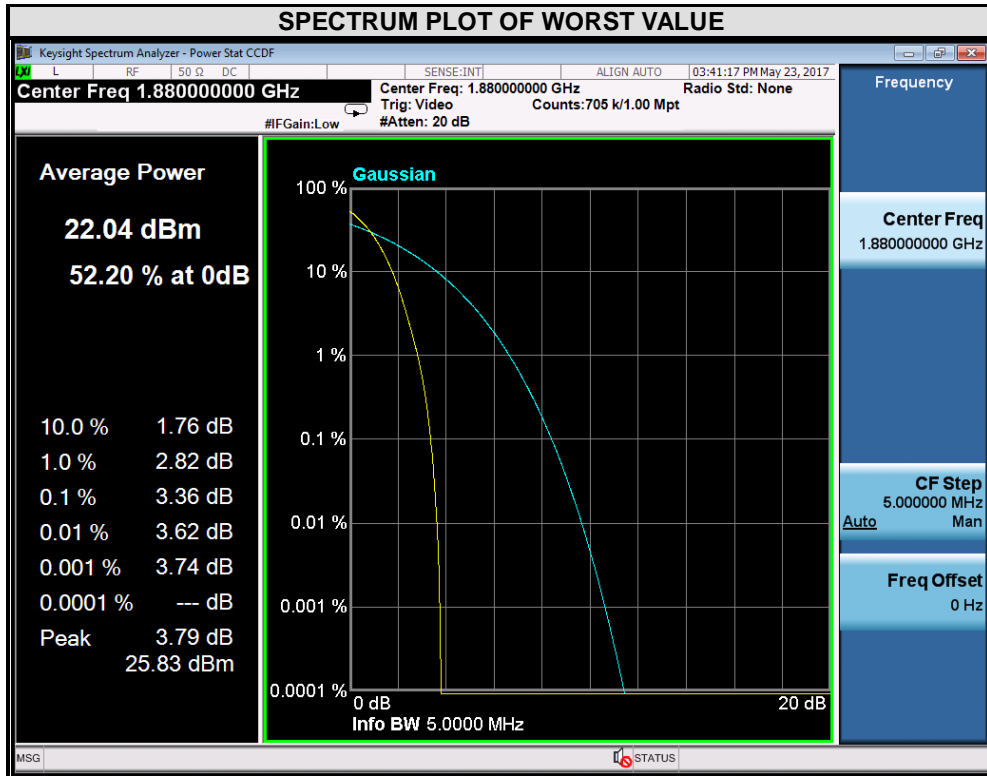 SPECTRUM PLOT OF WORST VALUE
Keysight Spectrum Analyzer - Power Stat CCDF
LXI L RF 50 Ω DC SENSE:INT ALIGN AUTO 03:41:17 PM May 23, 2017
Center Freq 1.880000000 GHz
Center Freq: 1.880000000 GHz Radio Std: None
Trig: Video Counts:705 k/1.00 Mpt
#IFGain:Low #Atten: 20 dB
Average Power
22.04 dBm
52.20 % at 0dB
10.0 % 1.76 dB
1.0 % 2.82 dB
0.1 % 3.36 dB
0.01 % 3.62 dB
0.001 % 3.74 dB
0.0001 % --- dB
Peak 3.79 dB
25.83 dBm
Gaussian
100 %
10 %
1 %
0.1 %
0.01 %
0.001 %
0.0001 %
0 dB 20 dB
Info BW 5.0000 MHz
Frequency
Center Freq
1.880000000 GHz
CF Step
5.000000 MHz
Auto Man
Freq Offset
0 Hz
MSG STATUS